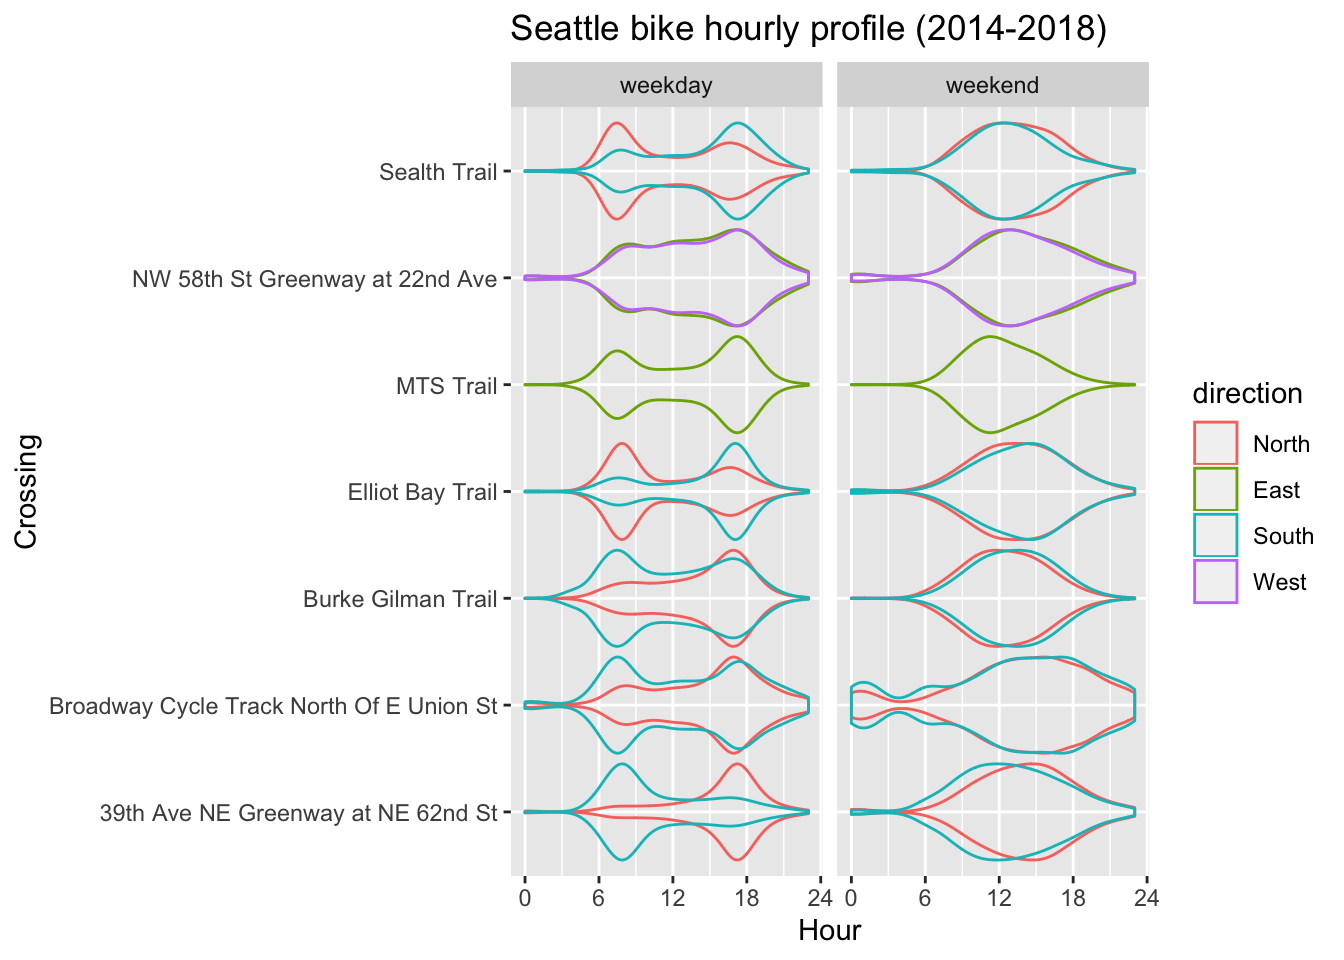 Seattle bike hourly profile (2014-2018)
weekday
weekend
Crossing
Sealth Trail
NW 58th St Greenway at 22nd Ave
MTS Trail
Elliot Bay Trail
Burke Gilman Trail
Broadway Cycle Track North Of E Union St
39th Ave NE Greenway at NE 62nd St
0 6 12 18 24
0 6 12 18 24
Hour
direction
North
East
South
West